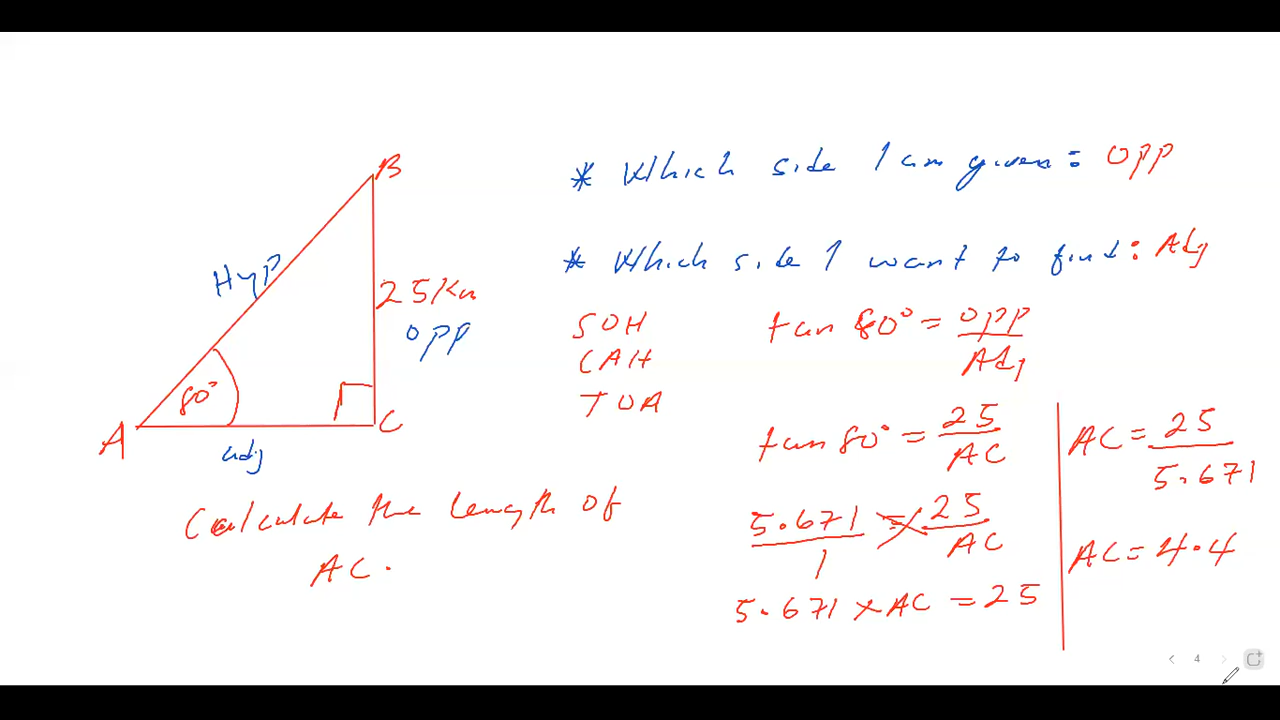 B
* Which side I am given: opp
* Which side I want to find: Adj
Hyp
25 Km
opp
SOH
CAH
TOA
tan 80° = opp/Adj
80°
A
C
adj
tan 80° = 25/AC
5.671/1 = 25/AC
5.671 × AC = 25
AC = 25/5.671
AC = 4.4
Calculate the length of
AC.
4